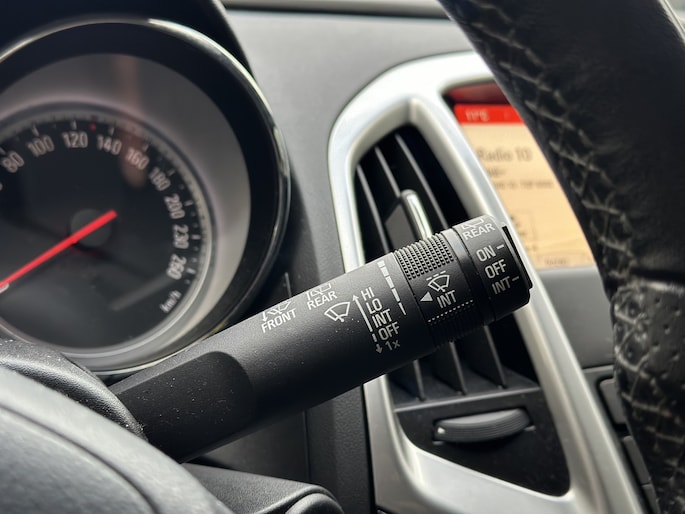 80
100
120
140
160
180
200
220
240
260
km/h
FRONT
REAR
HI
LO
INT
OFF
1x
INT
REAR
ON
OFF
INT
Radio 10